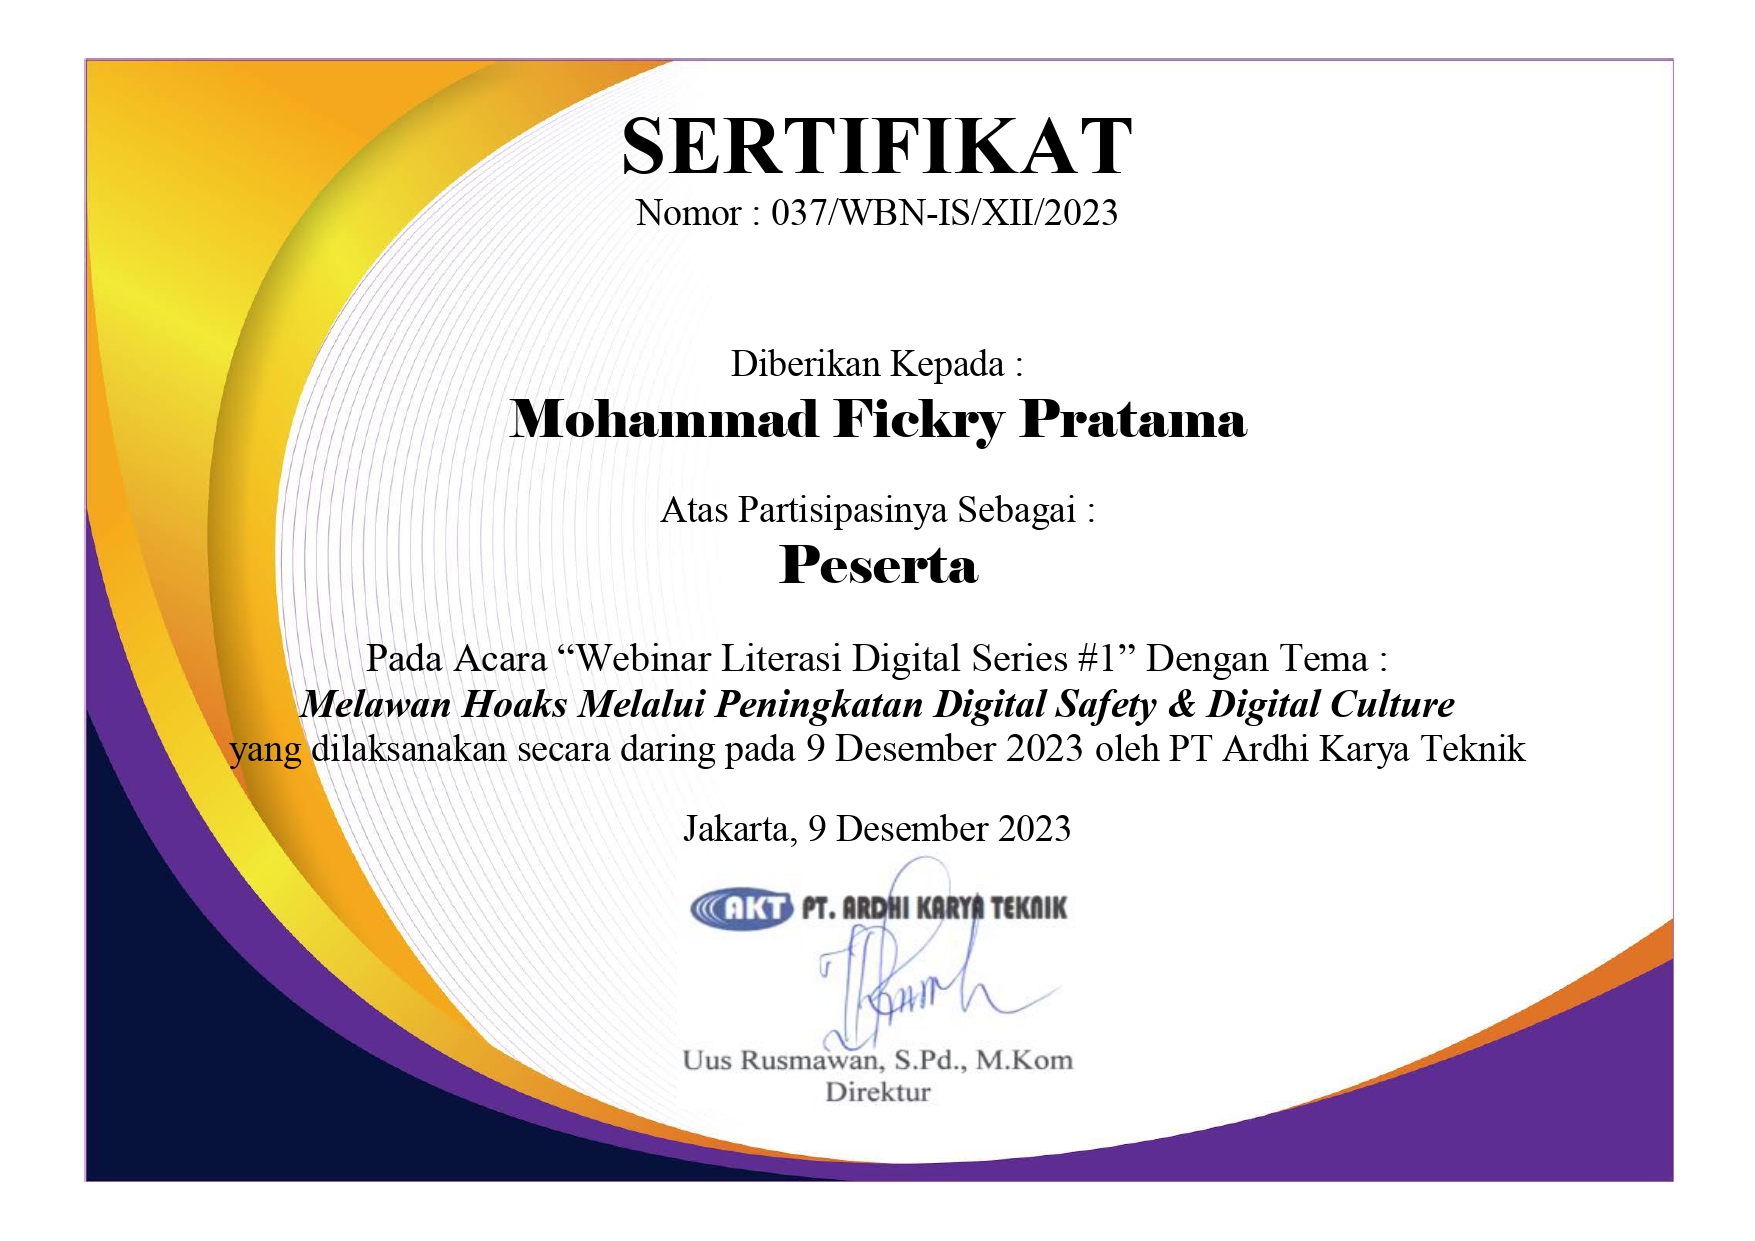 SERTIFIKAT
Nomor : 037/WBN-IS/XII/2023
Diberikan Kepada :
Mohammad Fickry Pratama
Atas Partisipasinya Sebagai :
Peserta
Pada Acara “Webinar Literasi Digital Series #1” Dengan Tema :
Melawan Hoaks Melalui Peningkatan Digital Safety & Digital Culture
yang dilaksanakan secara daring pada 9 Desember 2023 oleh PT Ardhi Karya Teknik
Jakarta, 9 Desember 2023
AKT PT. ARDHI KARYA TEKNIK
Uus Rusmawan, S.Pd., M.Kom
Direktur